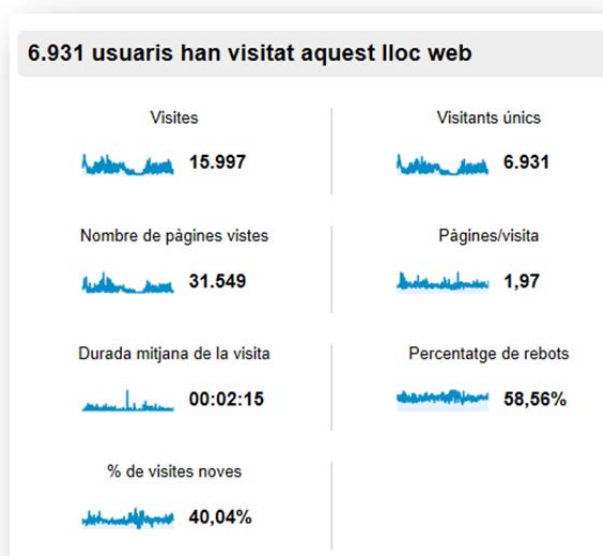 6.931 usuaris han visitat aquest lloc web
Visites
15.997
Visitants únics
6.931
Nombre de pàgines vistes
31.549
Pàgines/visita
1,97
Durada mitjana de la visita
00:02:15
Percentatge de rebots
58,56%
% de visites noves
40,04%